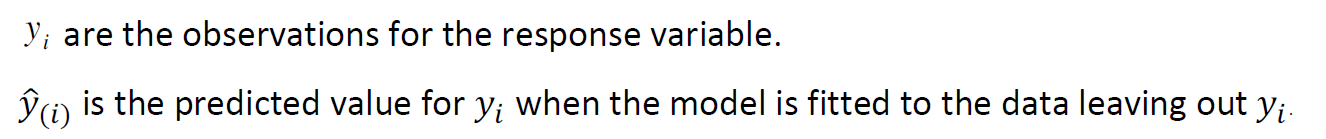 yᵢ are the observations for the response variable.
ŷ₍ᵢ₎ is the predicted value for yᵢ when the model is fitted to the data leaving out yᵢ.